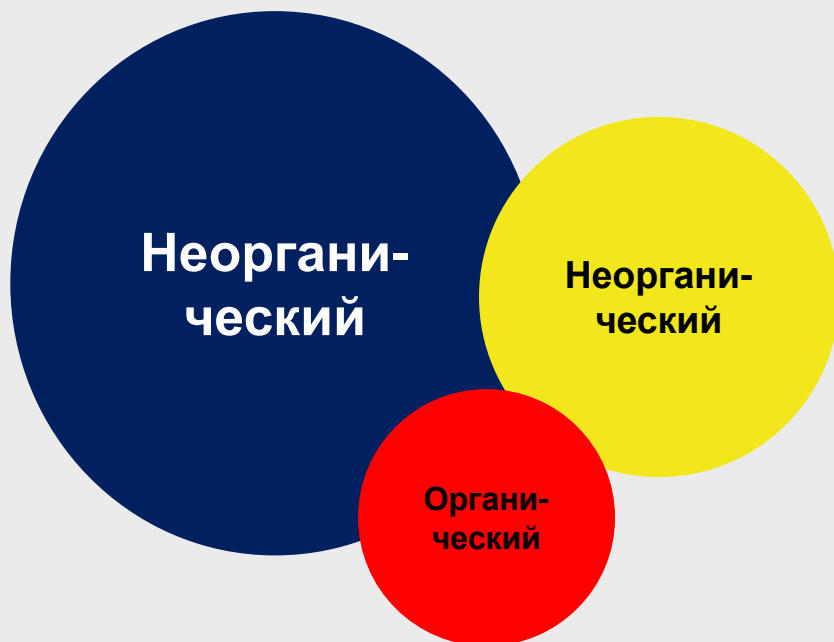 Неоргани-
ческий
Неоргани-
ческий
Органи-
ческий